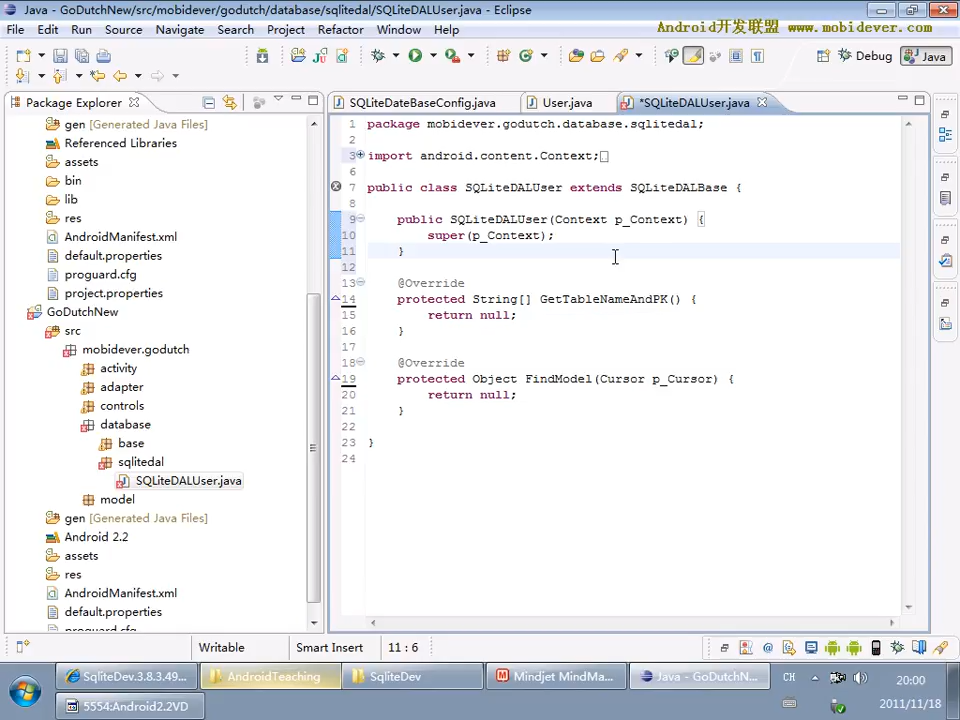 Java - GoDutchNew/src/mobidever/godutch/database/sqlitedal/SQLiteDALUser.java - Eclipse
File Edit Run Source Navigate Search Project Refactor Window Help
Android开发联盟 www.mobidever.com
Debug Java
Package Explorer
SQLiteDateBaseConfig.java User.java *SQLiteDALUser.java
gen [Generated Java Files]
Referenced Libraries
assets
bin
lib
res
AndroidManifest.xml
default.properties
proguard.cfg
project.properties
GoDutchNew
src
mobidever.godutch
activity
adapter
controls
database
base
sqlitedal
SQLiteDALUser.java
model
gen [Generated Java Files]
Android 2.2
assets
res
AndroidManifest.xml
default.properties
proguard.cfg
1 package mobidever.godutch.database.sqlitedal;
2
3 import android.content.Context;
6
7 public class SQLiteDALUser extends SQLiteDALBase {
8
9 public SQLiteDALUser(Context p_Context) {
10 super(p_Context);
11 }
12
13 @Override
14 protected String[] GetTableNameAndPK() {
15 return null;
16 }
17
18 @Override
19 protected Object FindModel(Cursor p_Cursor) {
20 return null;
21 }
22
23 }
24
Writable Smart Insert 11 : 6
SqliteDev.3.8.3.49... AndroidTeaching SqliteDev Mindjet MindMa... Java - GoDutchN... CH 20:00
5554:Android2.2VD 2011/11/18